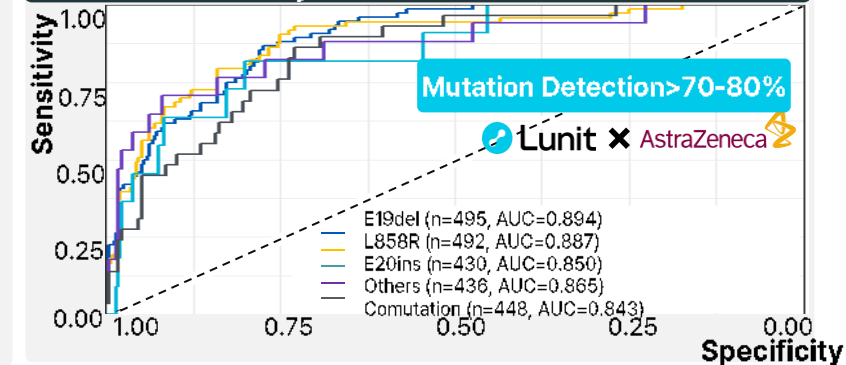 Sensitivity
1.00
0.75
0.50
0.25
0.00
Mutation Detection>70-80%
Lunit × AstraZeneca
E19del (n=495, AUC=0.894)
L858R (n=492, AUC=0.887)
E20ins (n=430, AUC=0.850)
Others (n=436, AUC=0.865)
Comutation (n=448, AUC=0.843)
1.00 0.75 0.50 0.25 0.00
Specificity